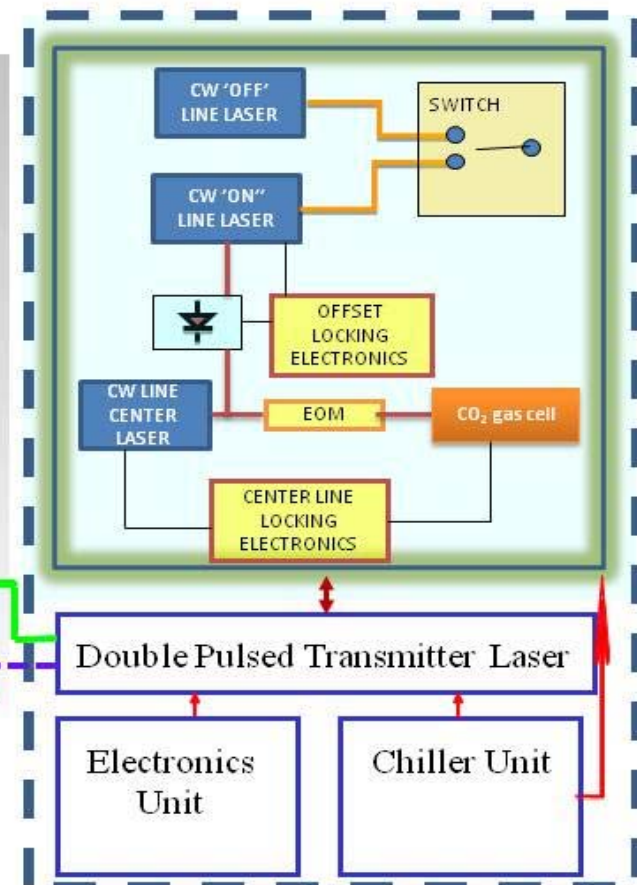 CW 'OFF'
LINE LASER
SWITCH
CW 'ON"
LINE LASER
OFFSET
LOCKING
ELECTRONICS
CW LINE
CENTER
LASER
EOM
CO₂ gas cell
CENTER LINE
LOCKING
ELECTRONICS
Double Pulsed Transmitter Laser
Electronics
Unit
Chiller Unit